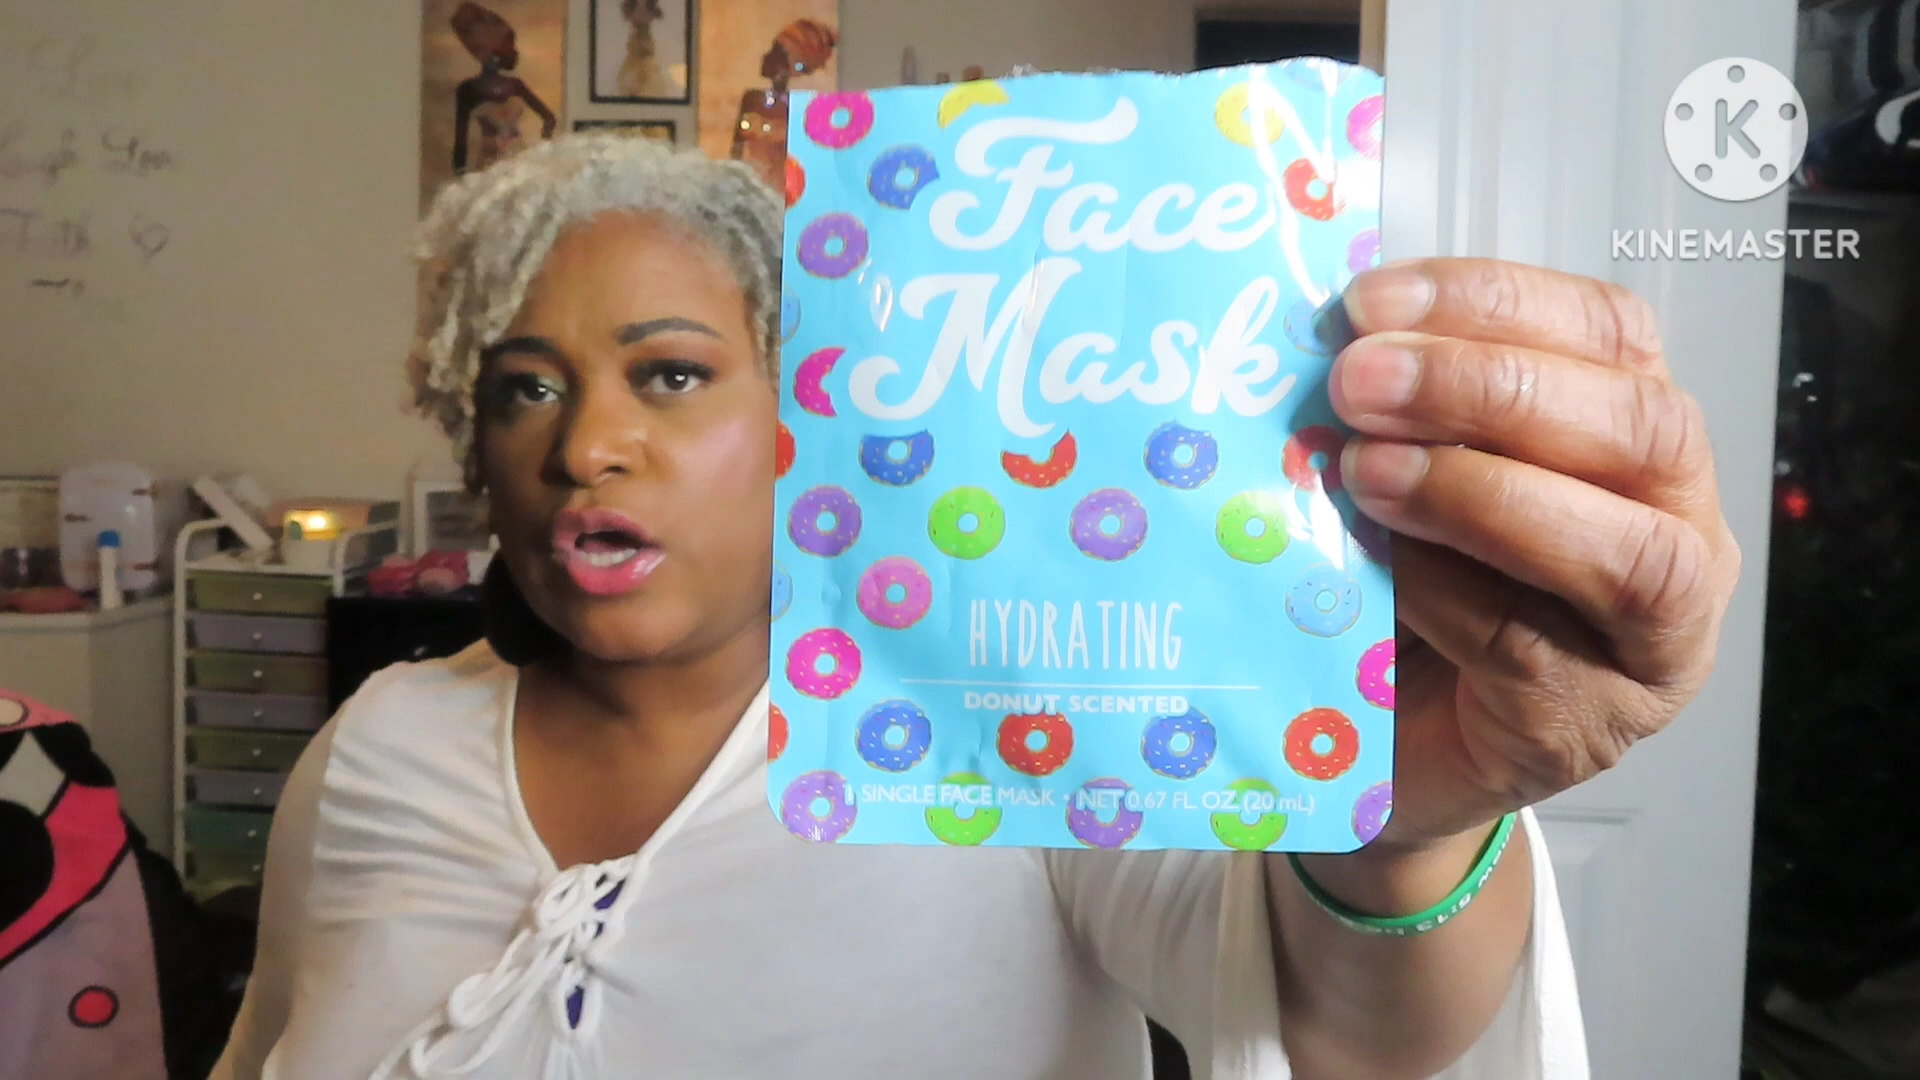 Face
Mask
HYDRATING
DONUT SCENTED
1 SINGLE FACE MASK • NET 0.67 FL. OZ. (20 mL)
K
KINEMASTER